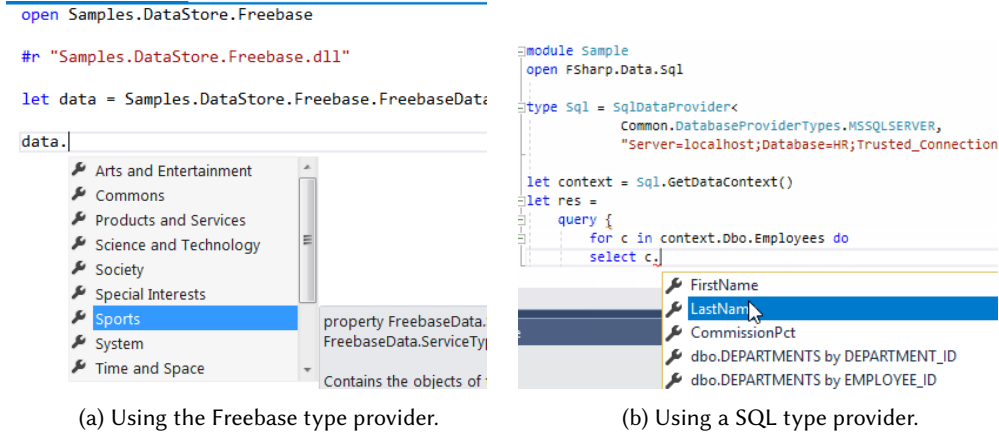 open Samples.DataStore.Freebase
#r "Samples.DataStore.Freebase.dll"
let data = Samples.DataStore.Freebase.FreebaseData
data.
Arts and Entertainment
Commons
Products and Services
Science and Technology
Society
Special Interests
Sports
System
Time and Space
property FreebaseData.
FreebaseData.ServiceTy
Contains the objects of
(a) Using the Freebase type provider.
module Sample
open FSharp.Data.Sql
type Sql = SqlDataProvider<
Common.DatabaseProviderTypes.MSSQLSERVER,
"Server=localhost;Database=HR;Trusted_Connection
let context = Sql.GetDataContext()
let res =
query {
for c in context.Dbo.Employees do
select c.
FirstName
LastName
CommissionPct
dbo.DEPARTMENTS by DEPARTMENT_ID
dbo.DEPARTMENTS by EMPLOYEE_ID
(b) Using a SQL type provider.